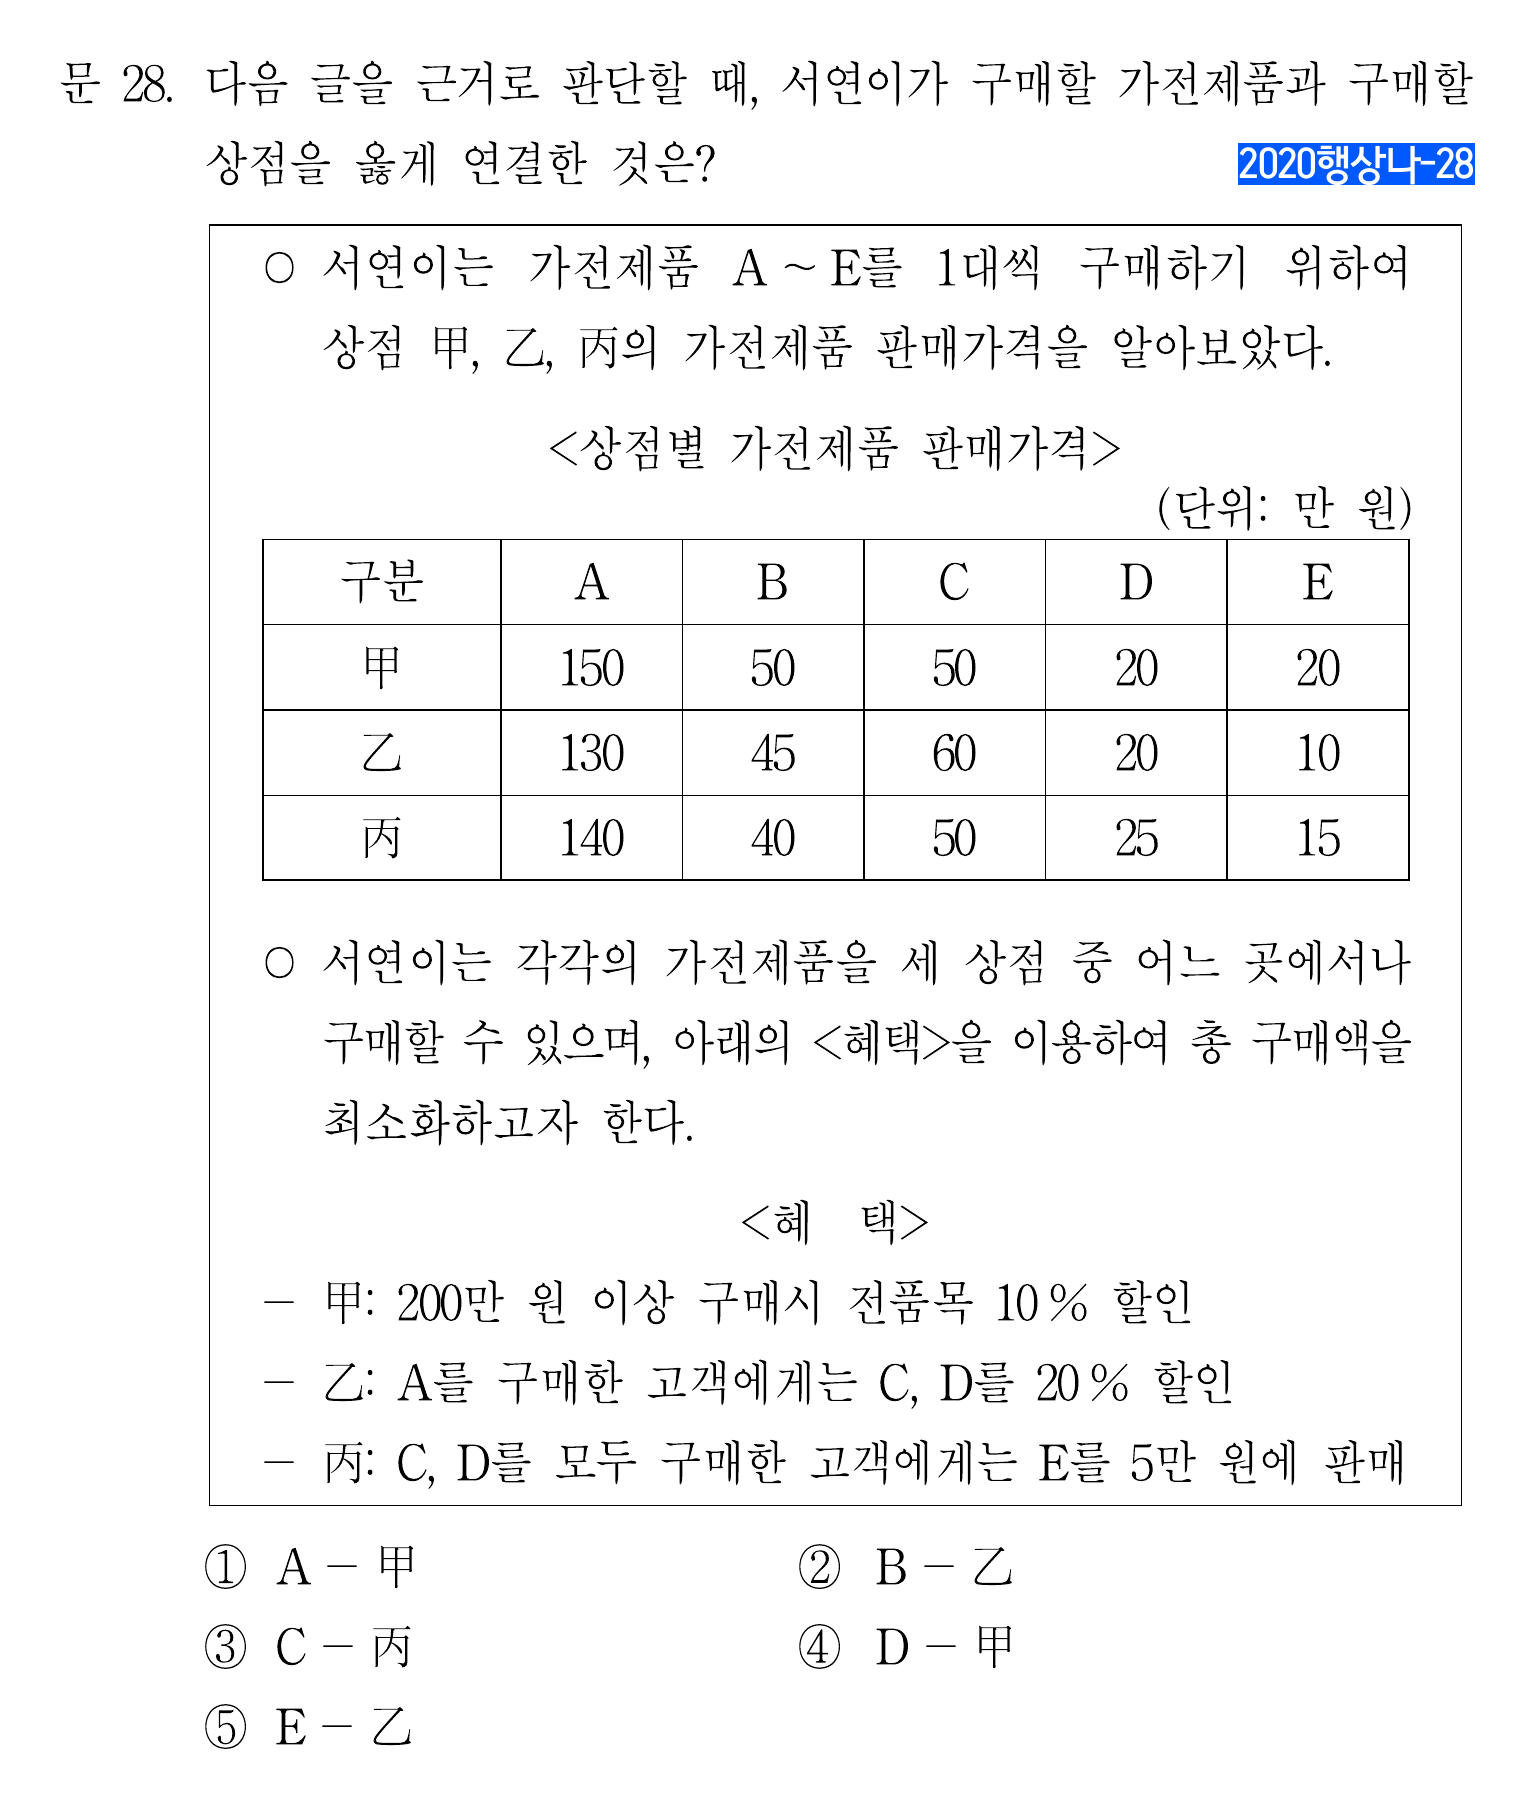 문 28. 다음 글을 근거로 판단할 때, 서연이가 구매할 가전제품과 구매할
상점을 옳게 연결한 것은?
2020행상나-28
○ 서연이는 가전제품 A ~ E를 1대씩 구매하기 위하여
상점 甲, 乙, 丙의 가전제품 판매가격을 알아보았다.
<상점별 가전제품 판매가격>
(단위: 만 원)
구분 A B C D E
甲 150 50 50 20 20
乙 130 45 60 20 10
丙 140 40 50 25 15
○ 서연이는 각각의 가전제품을 세 상점 중 어느 곳에서나
구매할 수 있으며, 아래의 <혜택>을 이용하여 총 구매액을
최소화하고자 한다.
<혜 택>
- 甲: 200만 원 이상 구매시 전품목 10% 할인
- 乙: A를 구매한 고객에게는 C, D를 20% 할인
- 丙: C, D를 모두 구매한 고객에게는 E를 5만 원에 판매
① A - 甲 ② B - 乙
③ C - 丙 ④ D - 甲
⑤ E - 乙